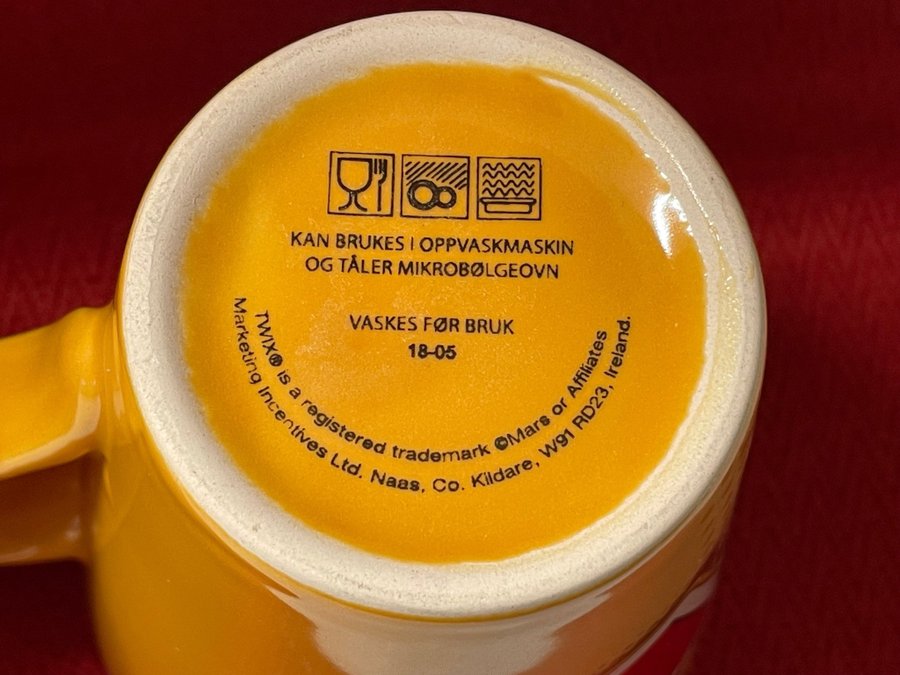 KAN BRUKES I OPPVASKMASKIN
OG TÅLER MIKROBØLGEOVN
VASKES FØR BRUK
18-05
TWIX® is a registered trademark ©Mars or Affiliates
Marketing Incentives Ltd. Naas, Co. Kildare, W91 RD23, Ireland.